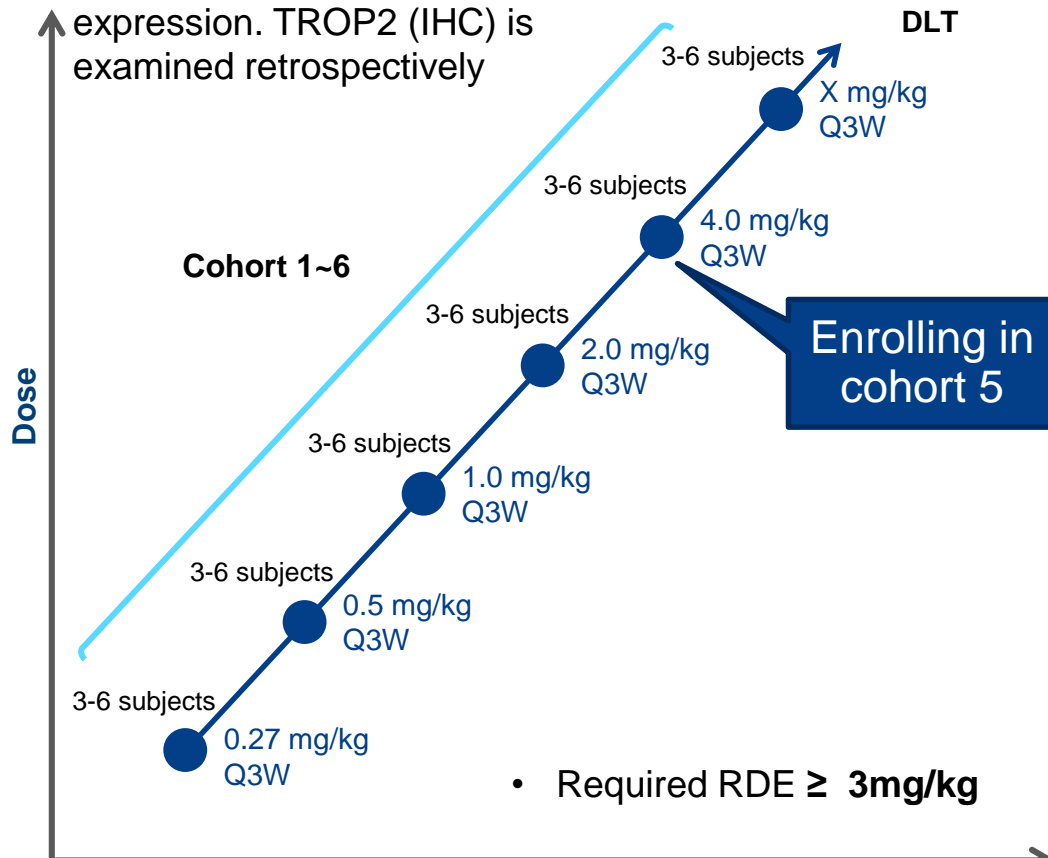 expression. TROP2 (IHC) is
examined retrospectively
DLT
3-6 subjects
X mg/kg
Q3W
3-6 subjects
4.0 mg/kg
Q3W
Cohort 1~6
3-6 subjects
2.0 mg/kg
Q3W
Enrolling in
cohort 5
Dose
3-6 subjects
1.0 mg/kg
Q3W
3-6 subjects
0.5 mg/kg
Q3W
3-6 subjects
0.27 mg/kg
Q3W
• Required RDE ≥ 3mg/kg